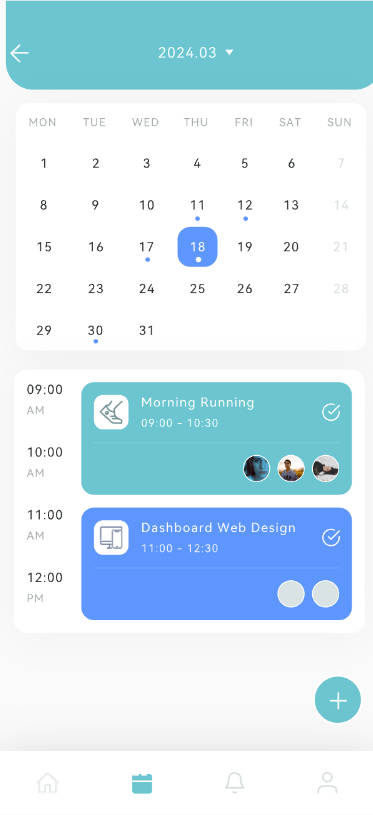 2024.03
MON TUE WED THU FRI SAT SUN
1 2 3 4 5 6 7
8 9 10 11 12 13 14
15 16 17 18 19 20 21
22 23 24 25 26 27 28
29 30 31
09:00
AM
Morning Running
09:00 - 10:30
10:00
AM
11:00
AM
Dashboard Web Design
11:00 - 12:30
12:00
PM